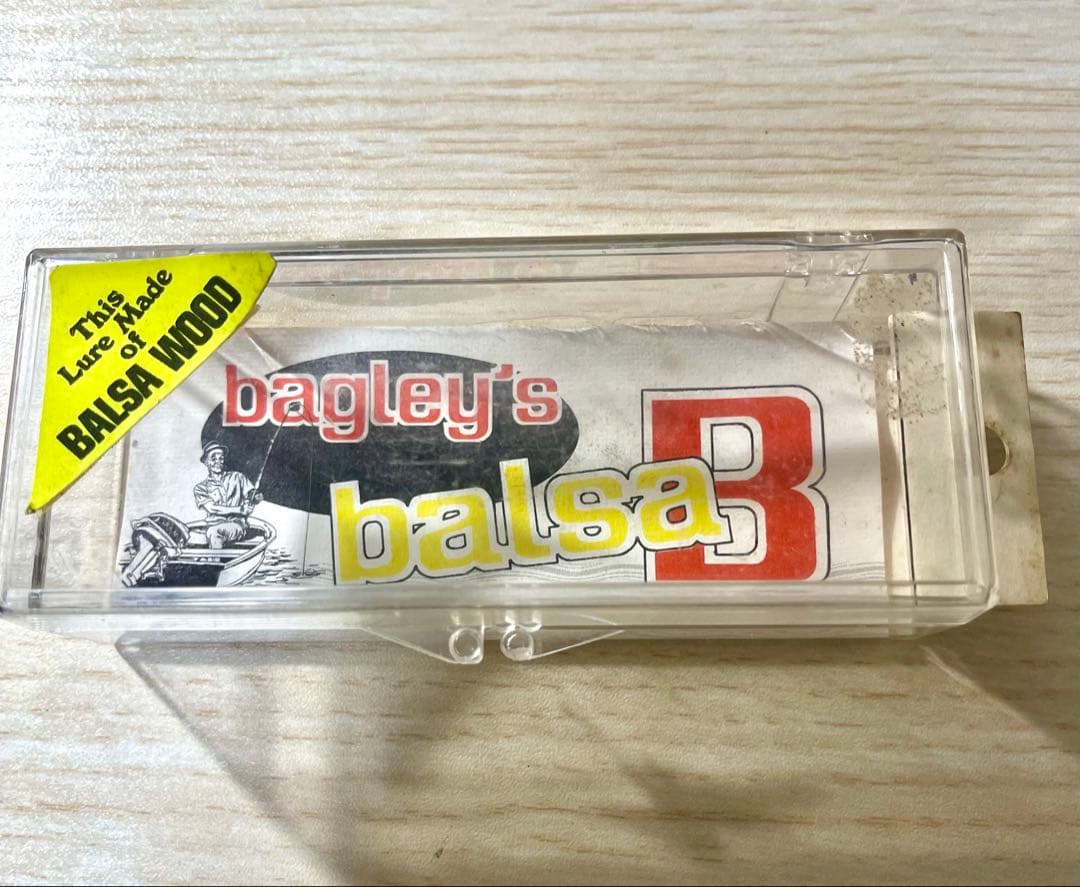 This
Lure Made
of
BALSA WOOD
bagley's
balsa
B